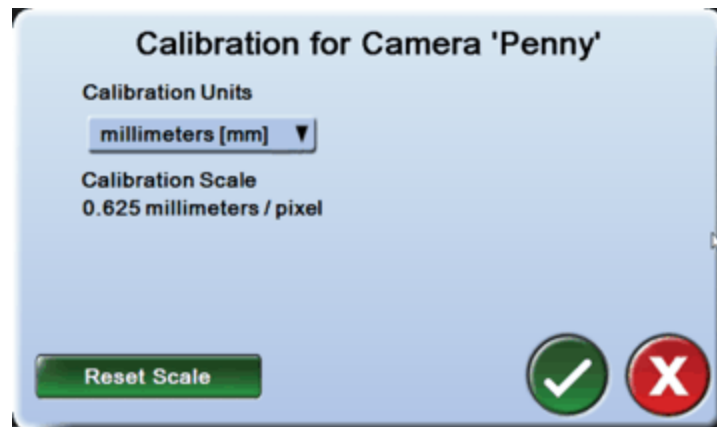 Calibration for Camera 'Penny'
Calibration Units
millimeters [mm]
Calibration Scale
0.625 millimeters / pixel
Reset Scale